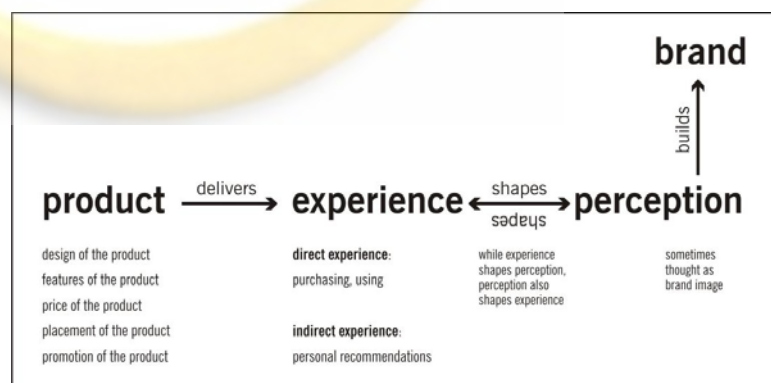 brand
builds
product
delivers
experience
shapes
shapes
perception
design of the product
features of the product
price of the product
placement of the product
promotion of the product
direct experience:
purchasing, using
indirect experience:
personal recommendations
while experience
shapes perception,
perception also
shapes experience
sometimes
thought as
brand image